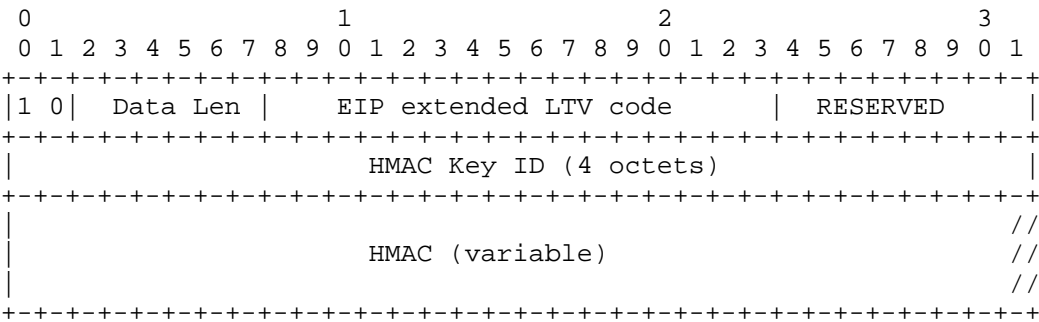 0                   1                   2                   3
 0 1 2 3 4 5 6 7 8 9 0 1 2 3 4 5 6 7 8 9 0 1 2 3 4 5 6 7 8 9 0 1
+-+-+-+-+-+-+-+-+-+-+-+-+-+-+-+-+-+-+-+-+-+-+-+-+-+-+-+-+-+-+-+-+
|1 0|  Data Len |    EIP extended LTV code      |  RESERVED     |
+-+-+-+-+-+-+-+-+-+-+-+-+-+-+-+-+-+-+-+-+-+-+-+-+-+-+-+-+-+-+-+-+
|                      HMAC Key ID (4 octets)                   |
+-+-+-+-+-+-+-+-+-+-+-+-+-+-+-+-+-+-+-+-+-+-+-+-+-+-+-+-+-+-+-+-+
|                                                              //
|                      HMAC (variable)                         //
|                                                              //
+-+-+-+-+-+-+-+-+-+-+-+-+-+-+-+-+-+-+-+-+-+-+-+-+-+-+-+-+-+-+-+-+